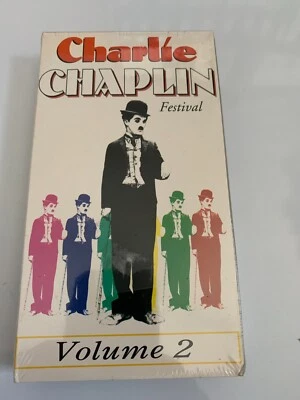 Charlie
CHAPLIN
Festival
Volume 2